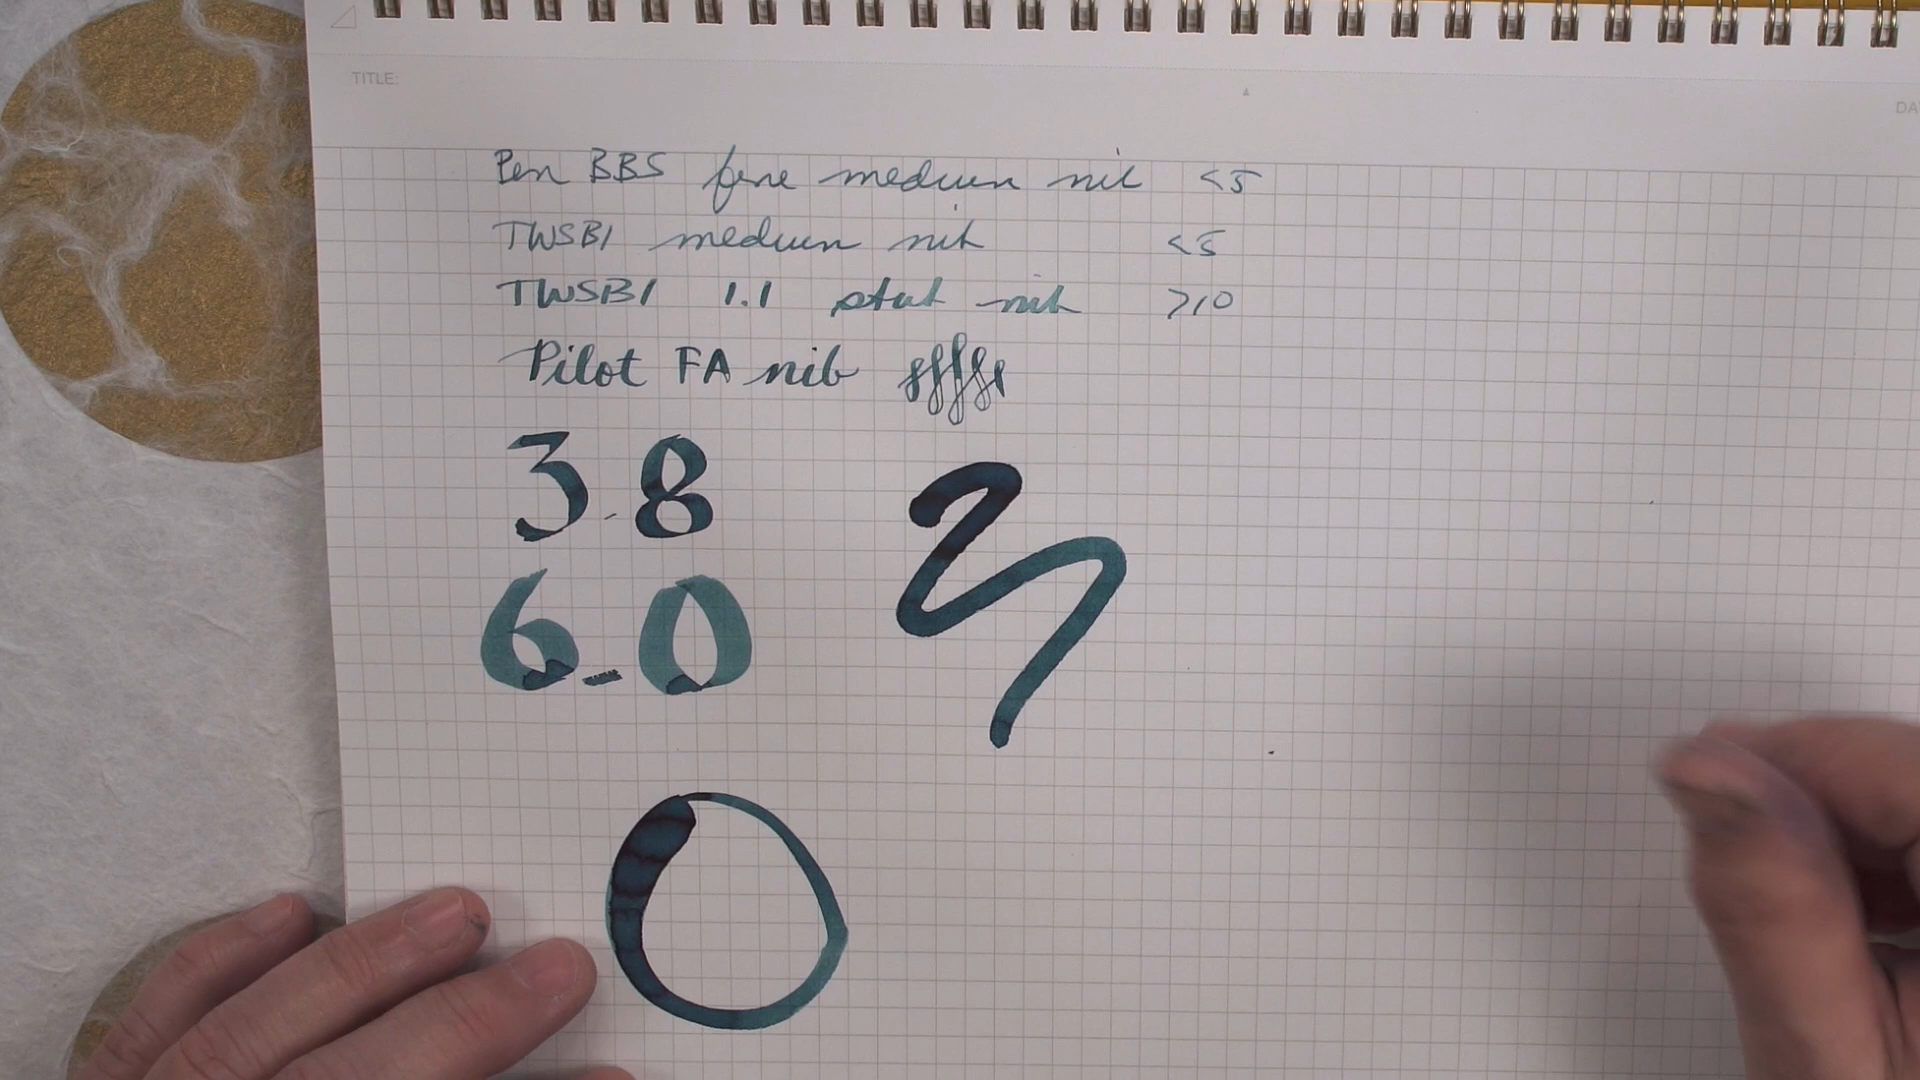 TITLE:
Pen BBS fine medium nib <5
TWSBI medium nib <5
TWSBI 1.1 stub nib >10
Pilot FA nib
3.8
6.0